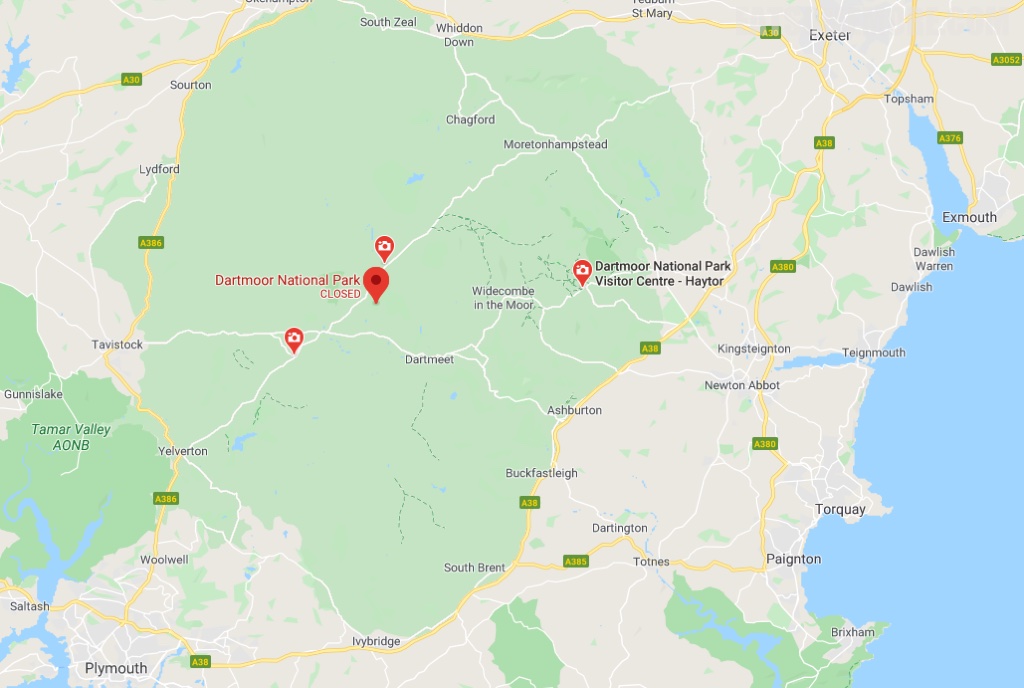 Okehampton
South Zeal
Whiddon
Down
Tedburn
St Mary
A30
Exeter
A3052
A30
Sourton
Topsham
Chagford
A376
Moretonhampstead
A38
Lydford
Exmouth
A386
Dawlish
Warren
Dartmoor National Park
Visitor Centre - Haytor
A380
Dartmoor National Park
CLOSED
Widecombe
in the Moor
Dawlish
Tavistock
A38
Kingsteignton
Teignmouth
Dartmeet
Newton Abbot
Gunnislake
Ashburton
Tamar Valley
AONB
A380
Yelverton
Buckfastleigh
A386
A38
Torquay
Dartington
Woolwell
South Brent
A385
Totnes
Paignton
Saltash
Ivybridge
Brixham
A38
Plymouth